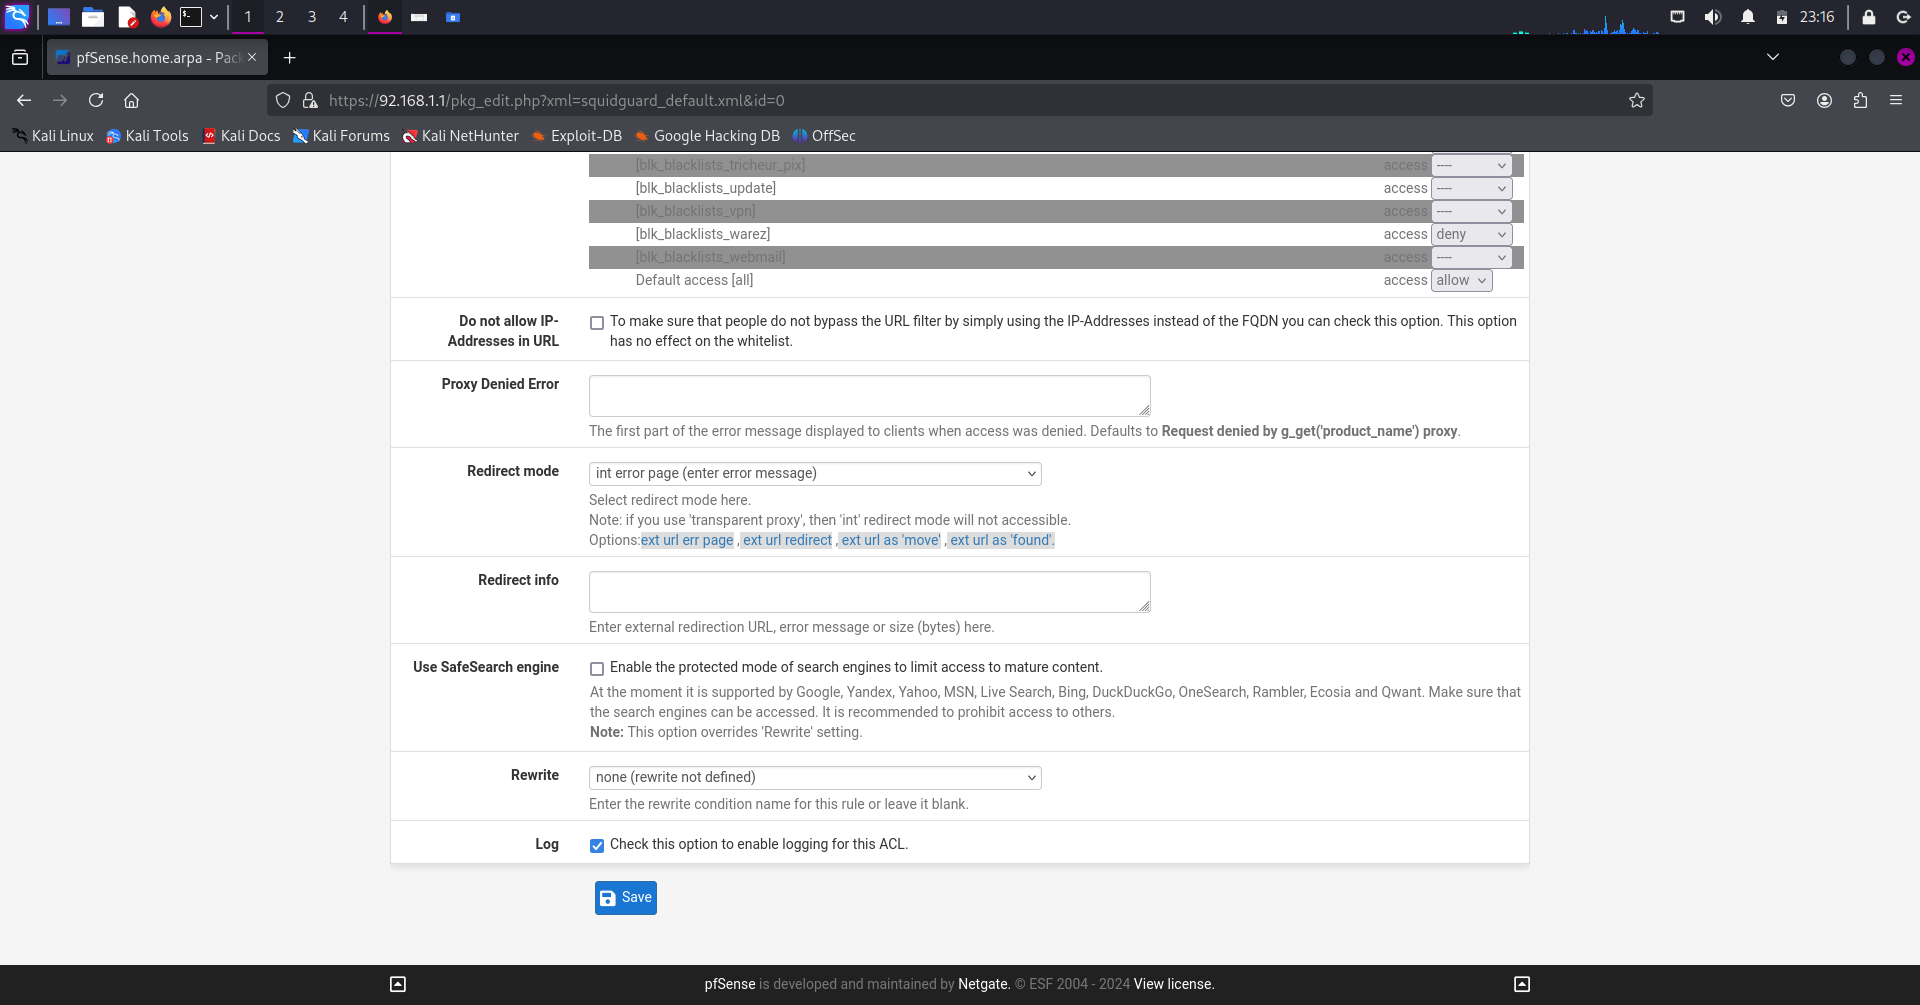 1 2 3 4 23:16
pfSense.home.arpa - Pack
https://92.168.1.1/pkg_edit.php?xml=squidguard_default.xml&id=0
Kali Linux Kali Tools Kali Docs Kali Forums Kali NetHunter Exploit-DB Google Hacking DB OffSec
[blk_blacklists_tricheur_pix] access ----
[blk_blacklists_update] access ----
[blk_blacklists_vpn] access ----
[blk_blacklists_warez] access deny
[blk_blacklists_webmail] access ----
Default access [all] access allow
Do not allow IP-Addresses in URL
To make sure that people do not bypass the URL filter by simply using the IP-Addresses instead of the FQDN you can check this option. This option
has no effect on the whitelist.
Proxy Denied Error
The first part of the error message displayed to clients when access was denied. Defaults to Request denied by g_get('product_name') proxy.
Redirect mode int error page (enter error message)
Select redirect mode here.
Note: if you use 'transparent proxy', then 'int' redirect mode will not accessible.
Options:ext url err page , ext url redirect , ext url as 'move' , ext url as 'found'.
Redirect info
Enter external redirection URL, error message or size (bytes) here.
Use SafeSearch engine Enable the protected mode of search engines to limit access to mature content.
At the moment it is supported by Google, Yandex, Yahoo, MSN, Live Search, Bing, DuckDuckGo, OneSearch, Rambler, Ecosia and Qwant. Make sure that
the search engines can be accessed. It is recommended to prohibit access to others.
Note: This option overrides 'Rewrite' setting.
Rewrite none (rewrite not defined)
Enter the rewrite condition name for this rule or leave it blank.
Log Check this option to enable logging for this ACL.
Save
pfSense is developed and maintained by Netgate. © ESF 2004 - 2024 View license.